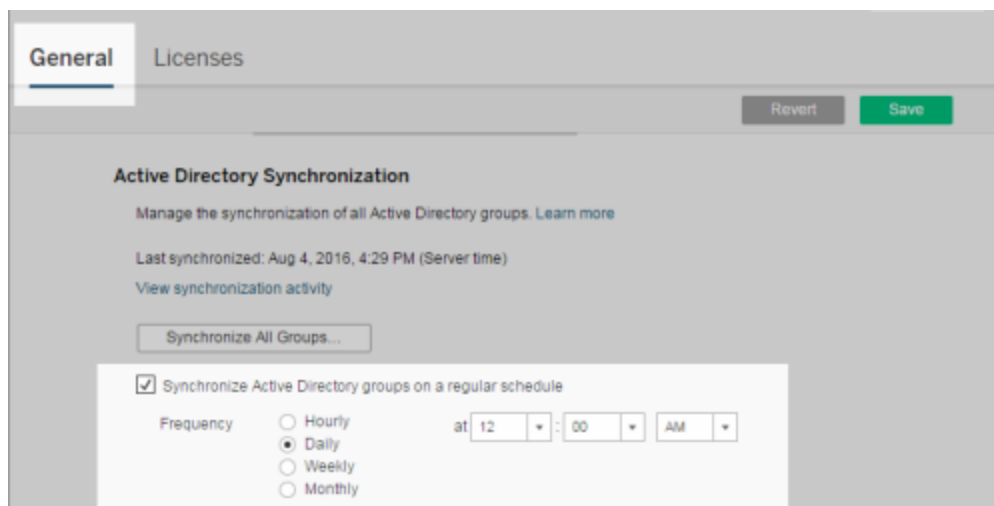 General Licenses
Revert Save
Active Directory Synchronization
Manage the synchronization of all Active Directory groups. Learn more
Last synchronized: Aug 4, 2016, 4:29 PM (Server time)
View synchronization activity
Synchronize All Groups...
Synchronize Active Directory groups on a regular schedule
Frequency Hourly at 12 : 00 AM
Daily
Weekly
Monthly